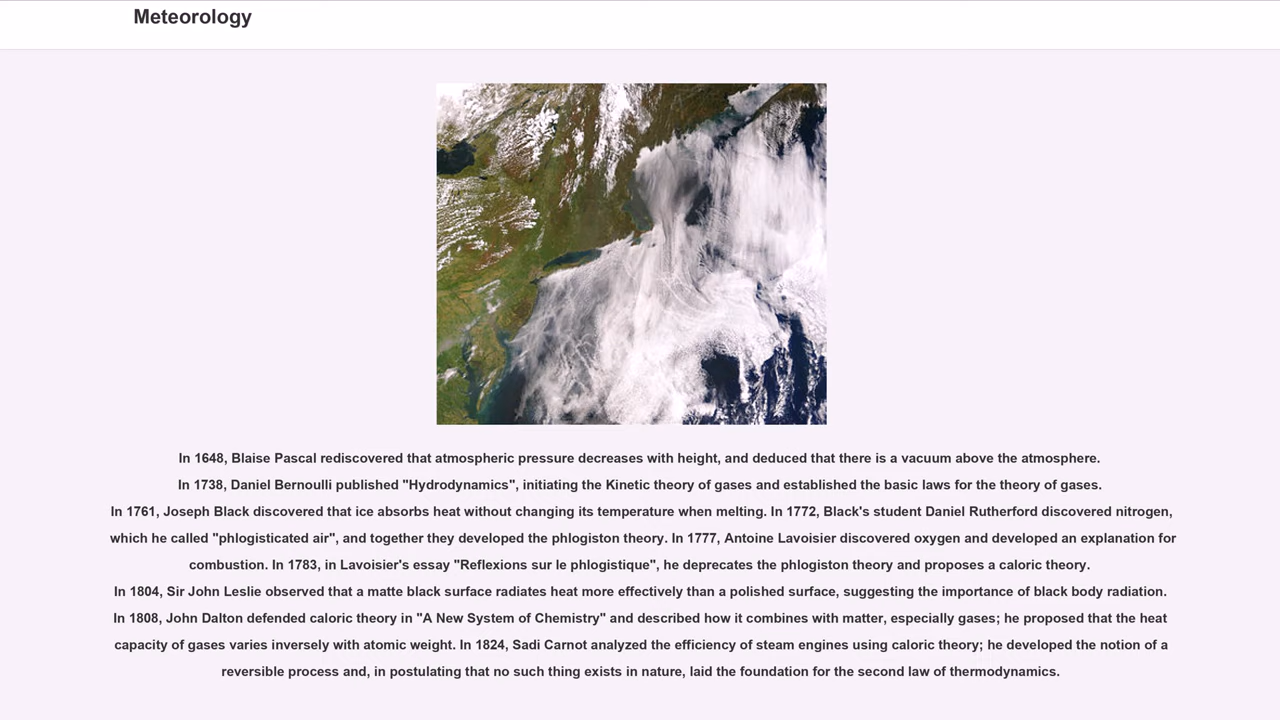 Meteorology
In 1648, Blaise Pascal rediscovered that atmospheric pressure decreases with height, and deduced that there is a vacuum above the atmosphere.
In 1738, Daniel Bernoulli published "Hydrodynamics", initiating the Kinetic theory of gases and established the basic laws for the theory of gases.
In 1761, Joseph Black discovered that ice absorbs heat without changing its temperature when melting. In 1772, Black's student Daniel Rutherford discovered nitrogen,
which he called "phlogisticated air", and together they developed the phlogiston theory. In 1777, Antoine Lavoisier discovered oxygen and developed an explanation for
combustion. In 1783, in Lavoisier's essay "Reflexions sur le phlogistique", he deprecates the phlogiston theory and proposes a caloric theory.
In 1804, Sir John Leslie observed that a matte black surface radiates heat more effectively than a polished surface, suggesting the importance of black body radiation.
In 1808, John Dalton defended caloric theory in "A New System of Chemistry" and described how it combines with matter, especially gases; he proposed that the heat
capacity of gases varies inversely with atomic weight. In 1824, Sadi Carnot analyzed the efficiency of steam engines using caloric theory; he developed the notion of a
reversible process and, in postulating that no such thing exists in nature, laid the foundation for the second law of thermodynamics.